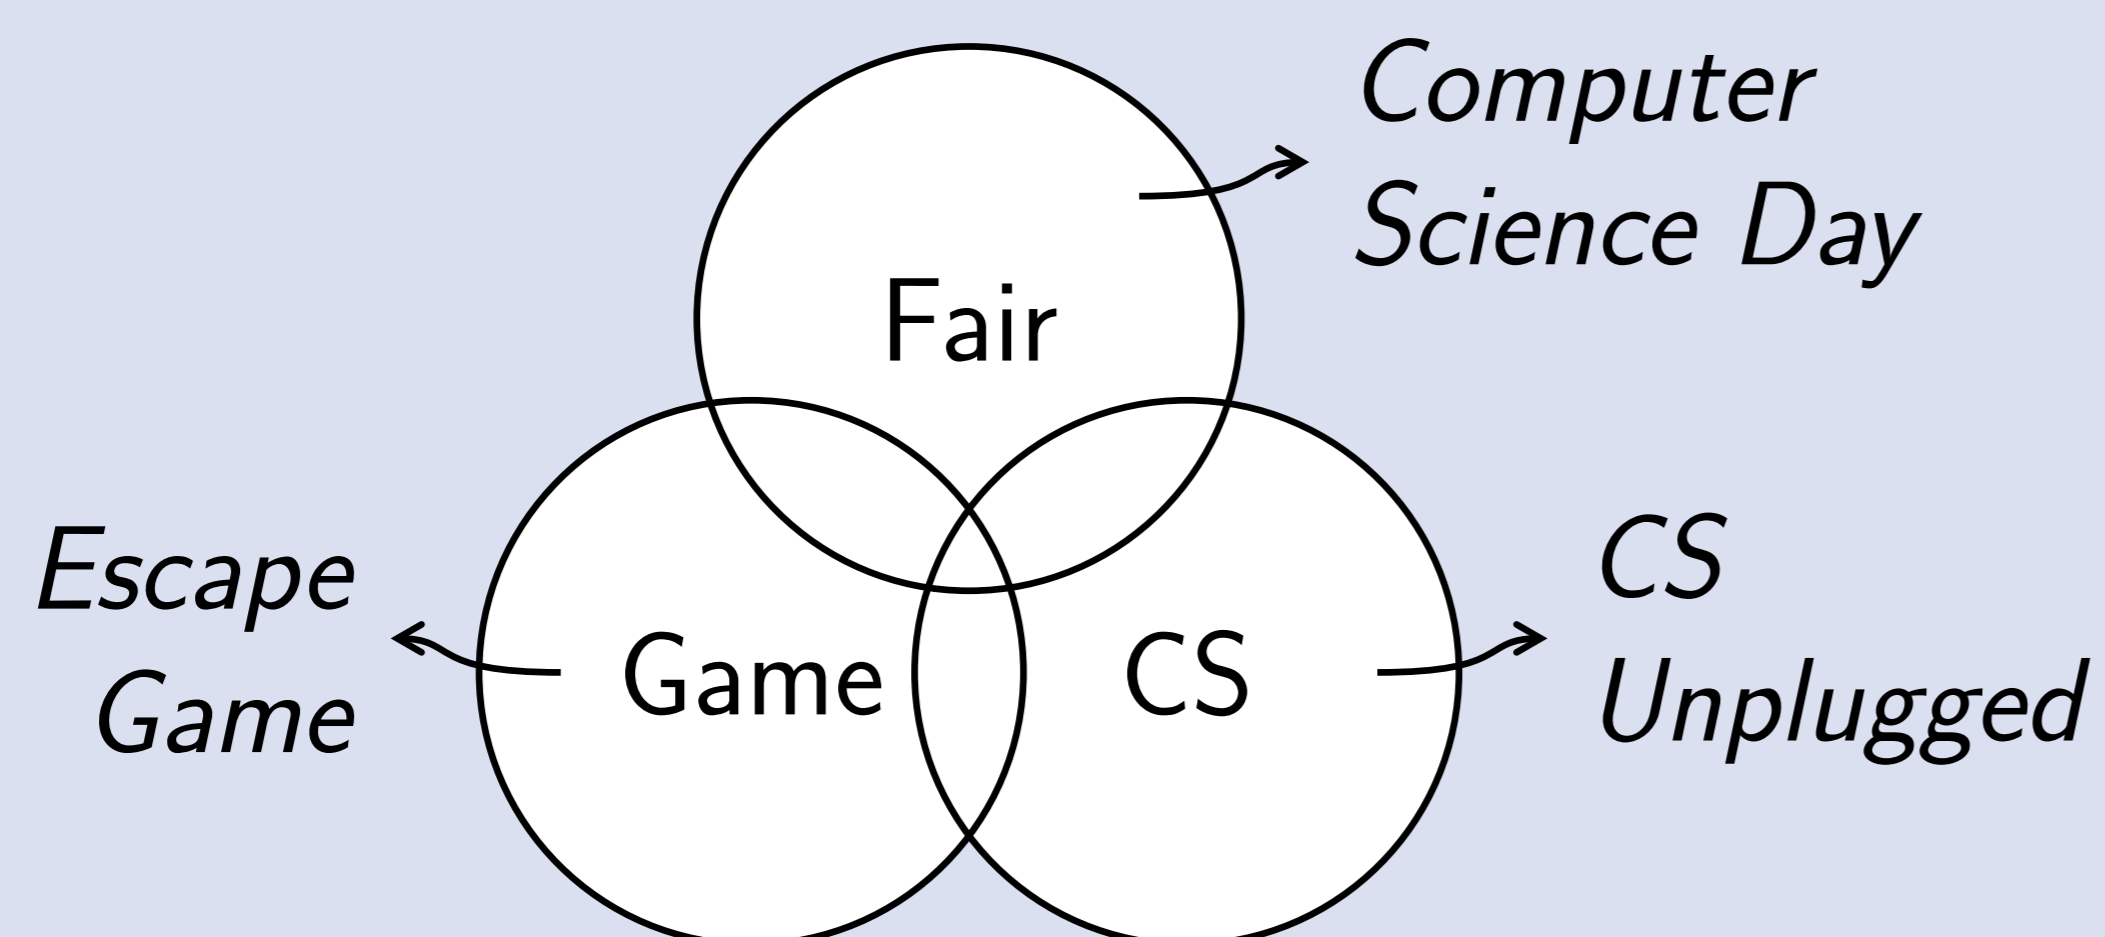 Computer
Science Day
Fair
Escape
Game
Game
CS
CS
Unplugged